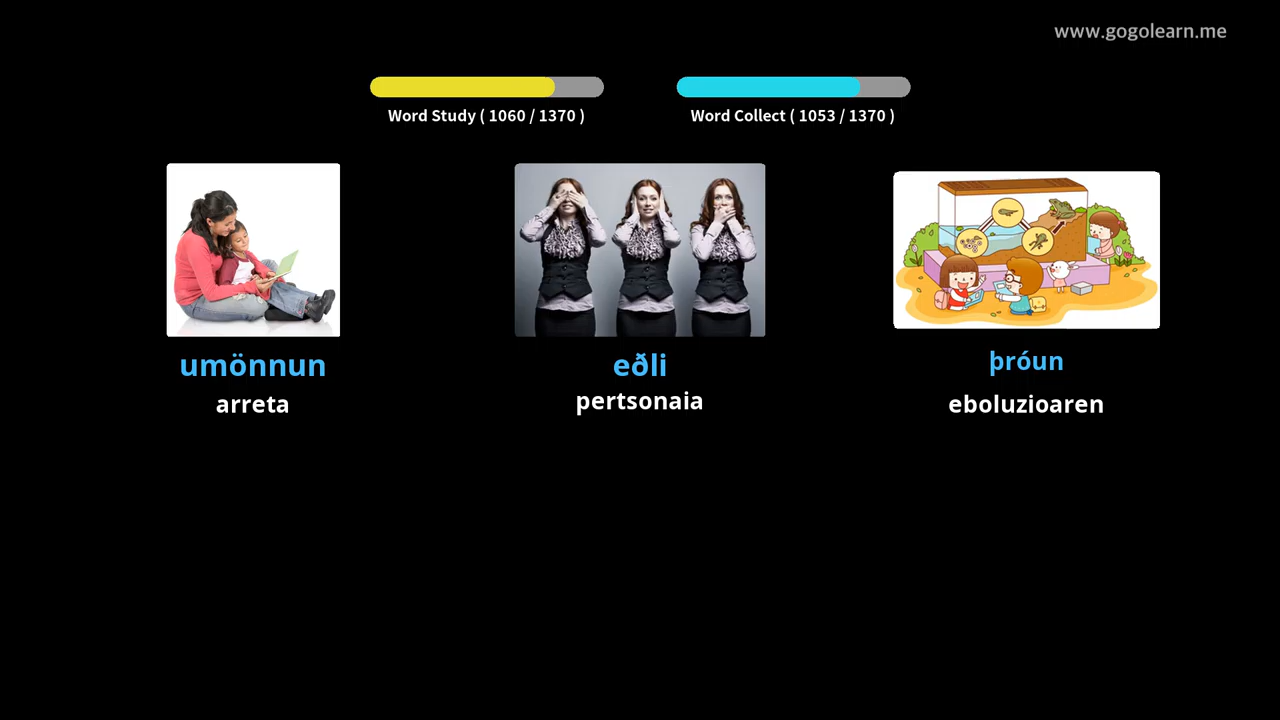 www.gogolearn.me
Word Study ( 1060 / 1370 )
Word Collect ( 1053 / 1370 )
umönnun
arreta
eðli
pertsonaia
þróun
eboluzioaren